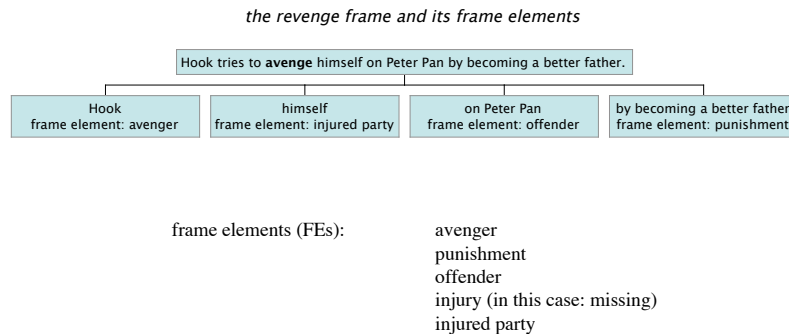 the revenge frame and its frame elements
Hook tries to avenge himself on Peter Pan by becoming a better father.
Hook
frame element: avenger
himself
frame element: injured party
on Peter Pan
frame element: offender
by becoming a better father
frame element: punishment
frame elements (FEs):
avenger
punishment
offender
injury (in this case: missing)
injured party